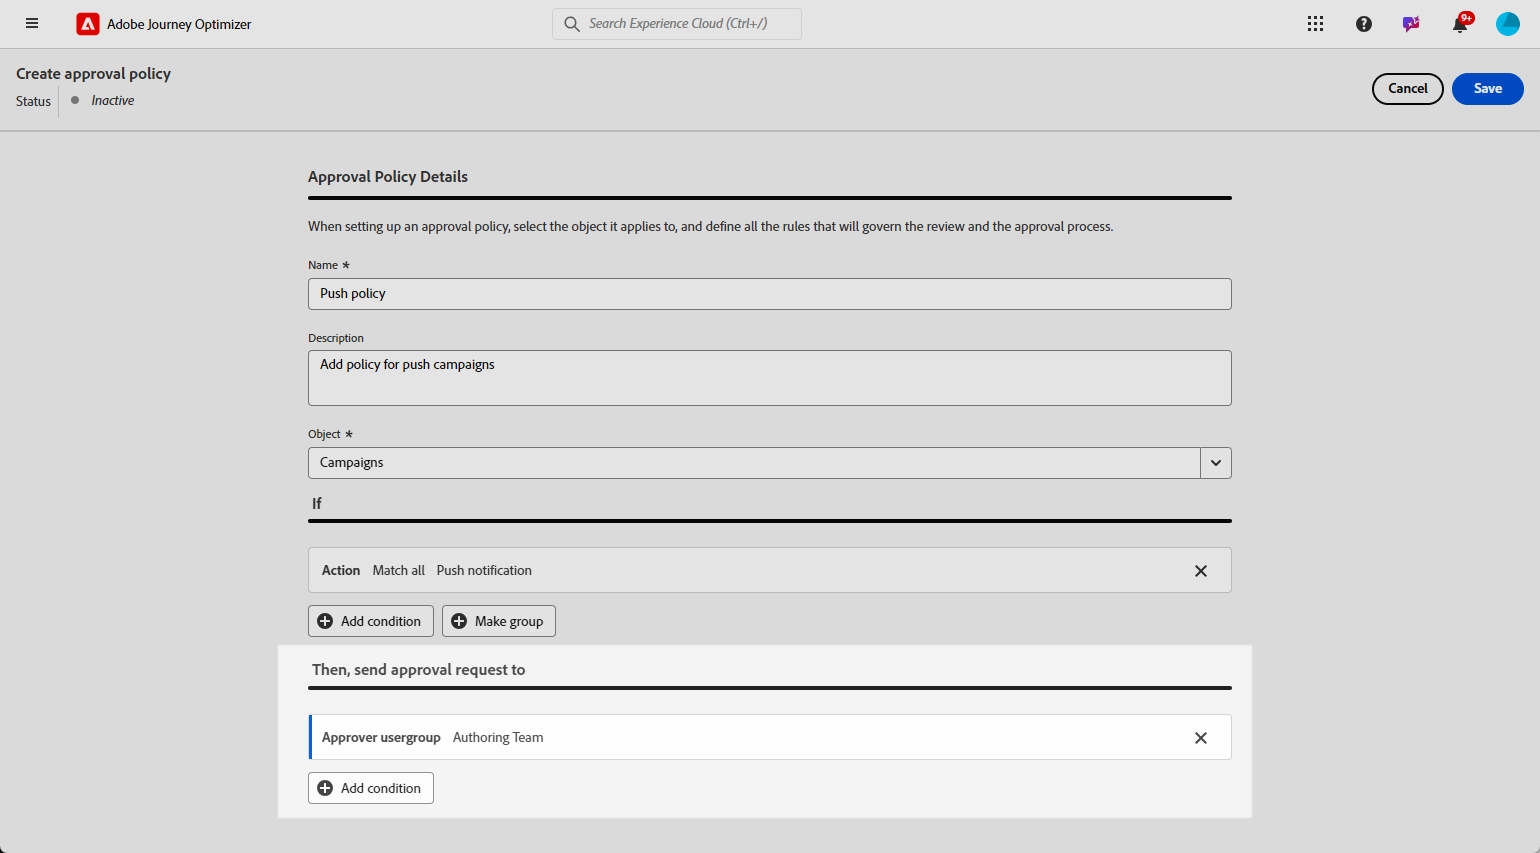 Adobe Journey Optimizer
Search Experience Cloud (Ctrl+/)
9+
Create approval policy
Status
Inactive
Cancel
Save
Approval Policy Details
When setting up an approval policy, select the object it applies to, and define all the rules that will govern the review and the approval process.
Name *
Push policy
Description
Add policy for push campaigns
Object *
Campaigns
If
Action Match all Push notification
Add condition
Make group
Then, send approval request to
Approver usergroup Authoring Team
Add condition